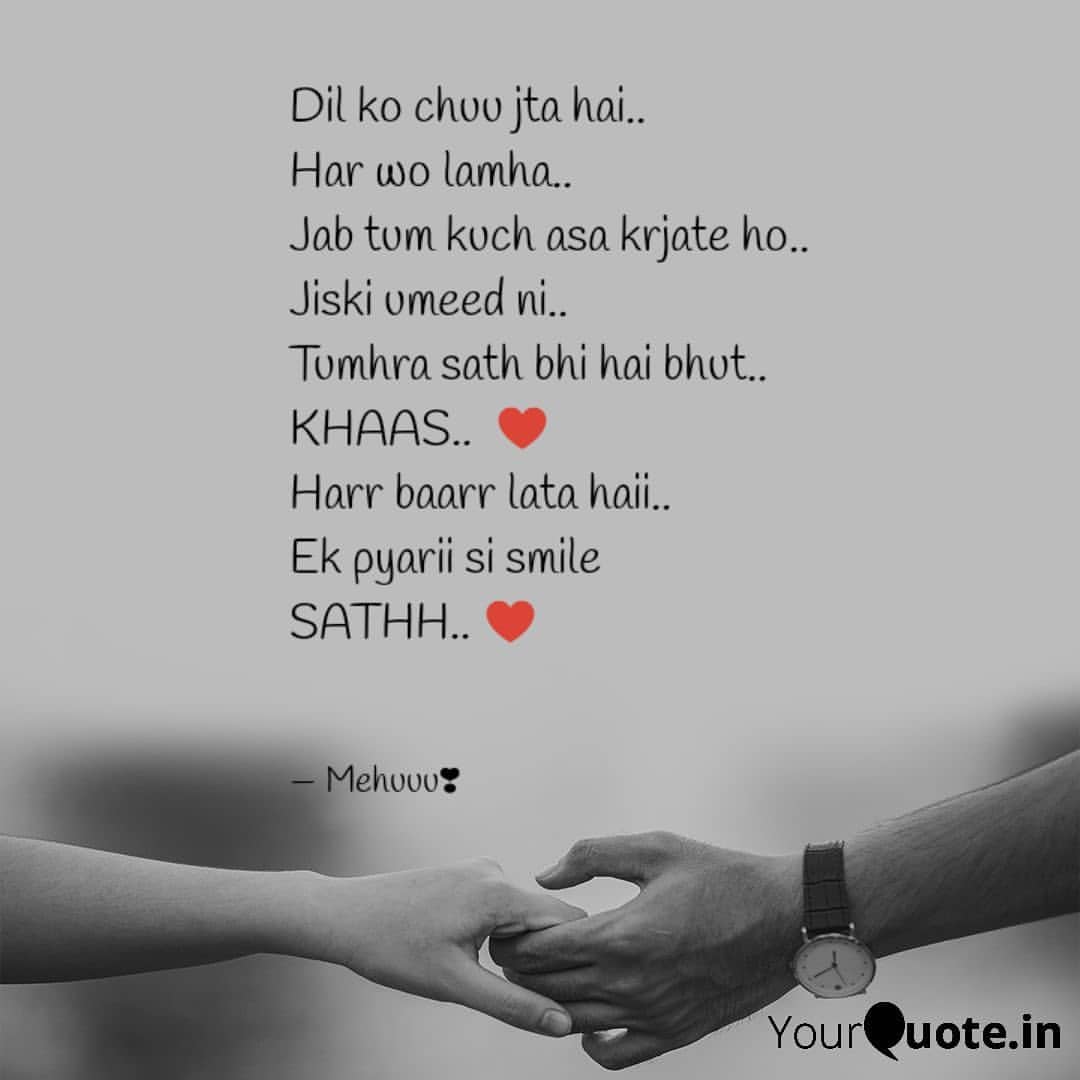 Dil ko chuu jta hai..
Har wo lamha..
Jab tum kuch asa krjate ho..
Jiski umeed ni..
Tumhra sath bhi hai bhut..
KHAAS.. ❤
Harr baarr lata haii..
Ek pyarii si smile
SATHH.. ❤
— Mehuuu❣
YourQuote.in